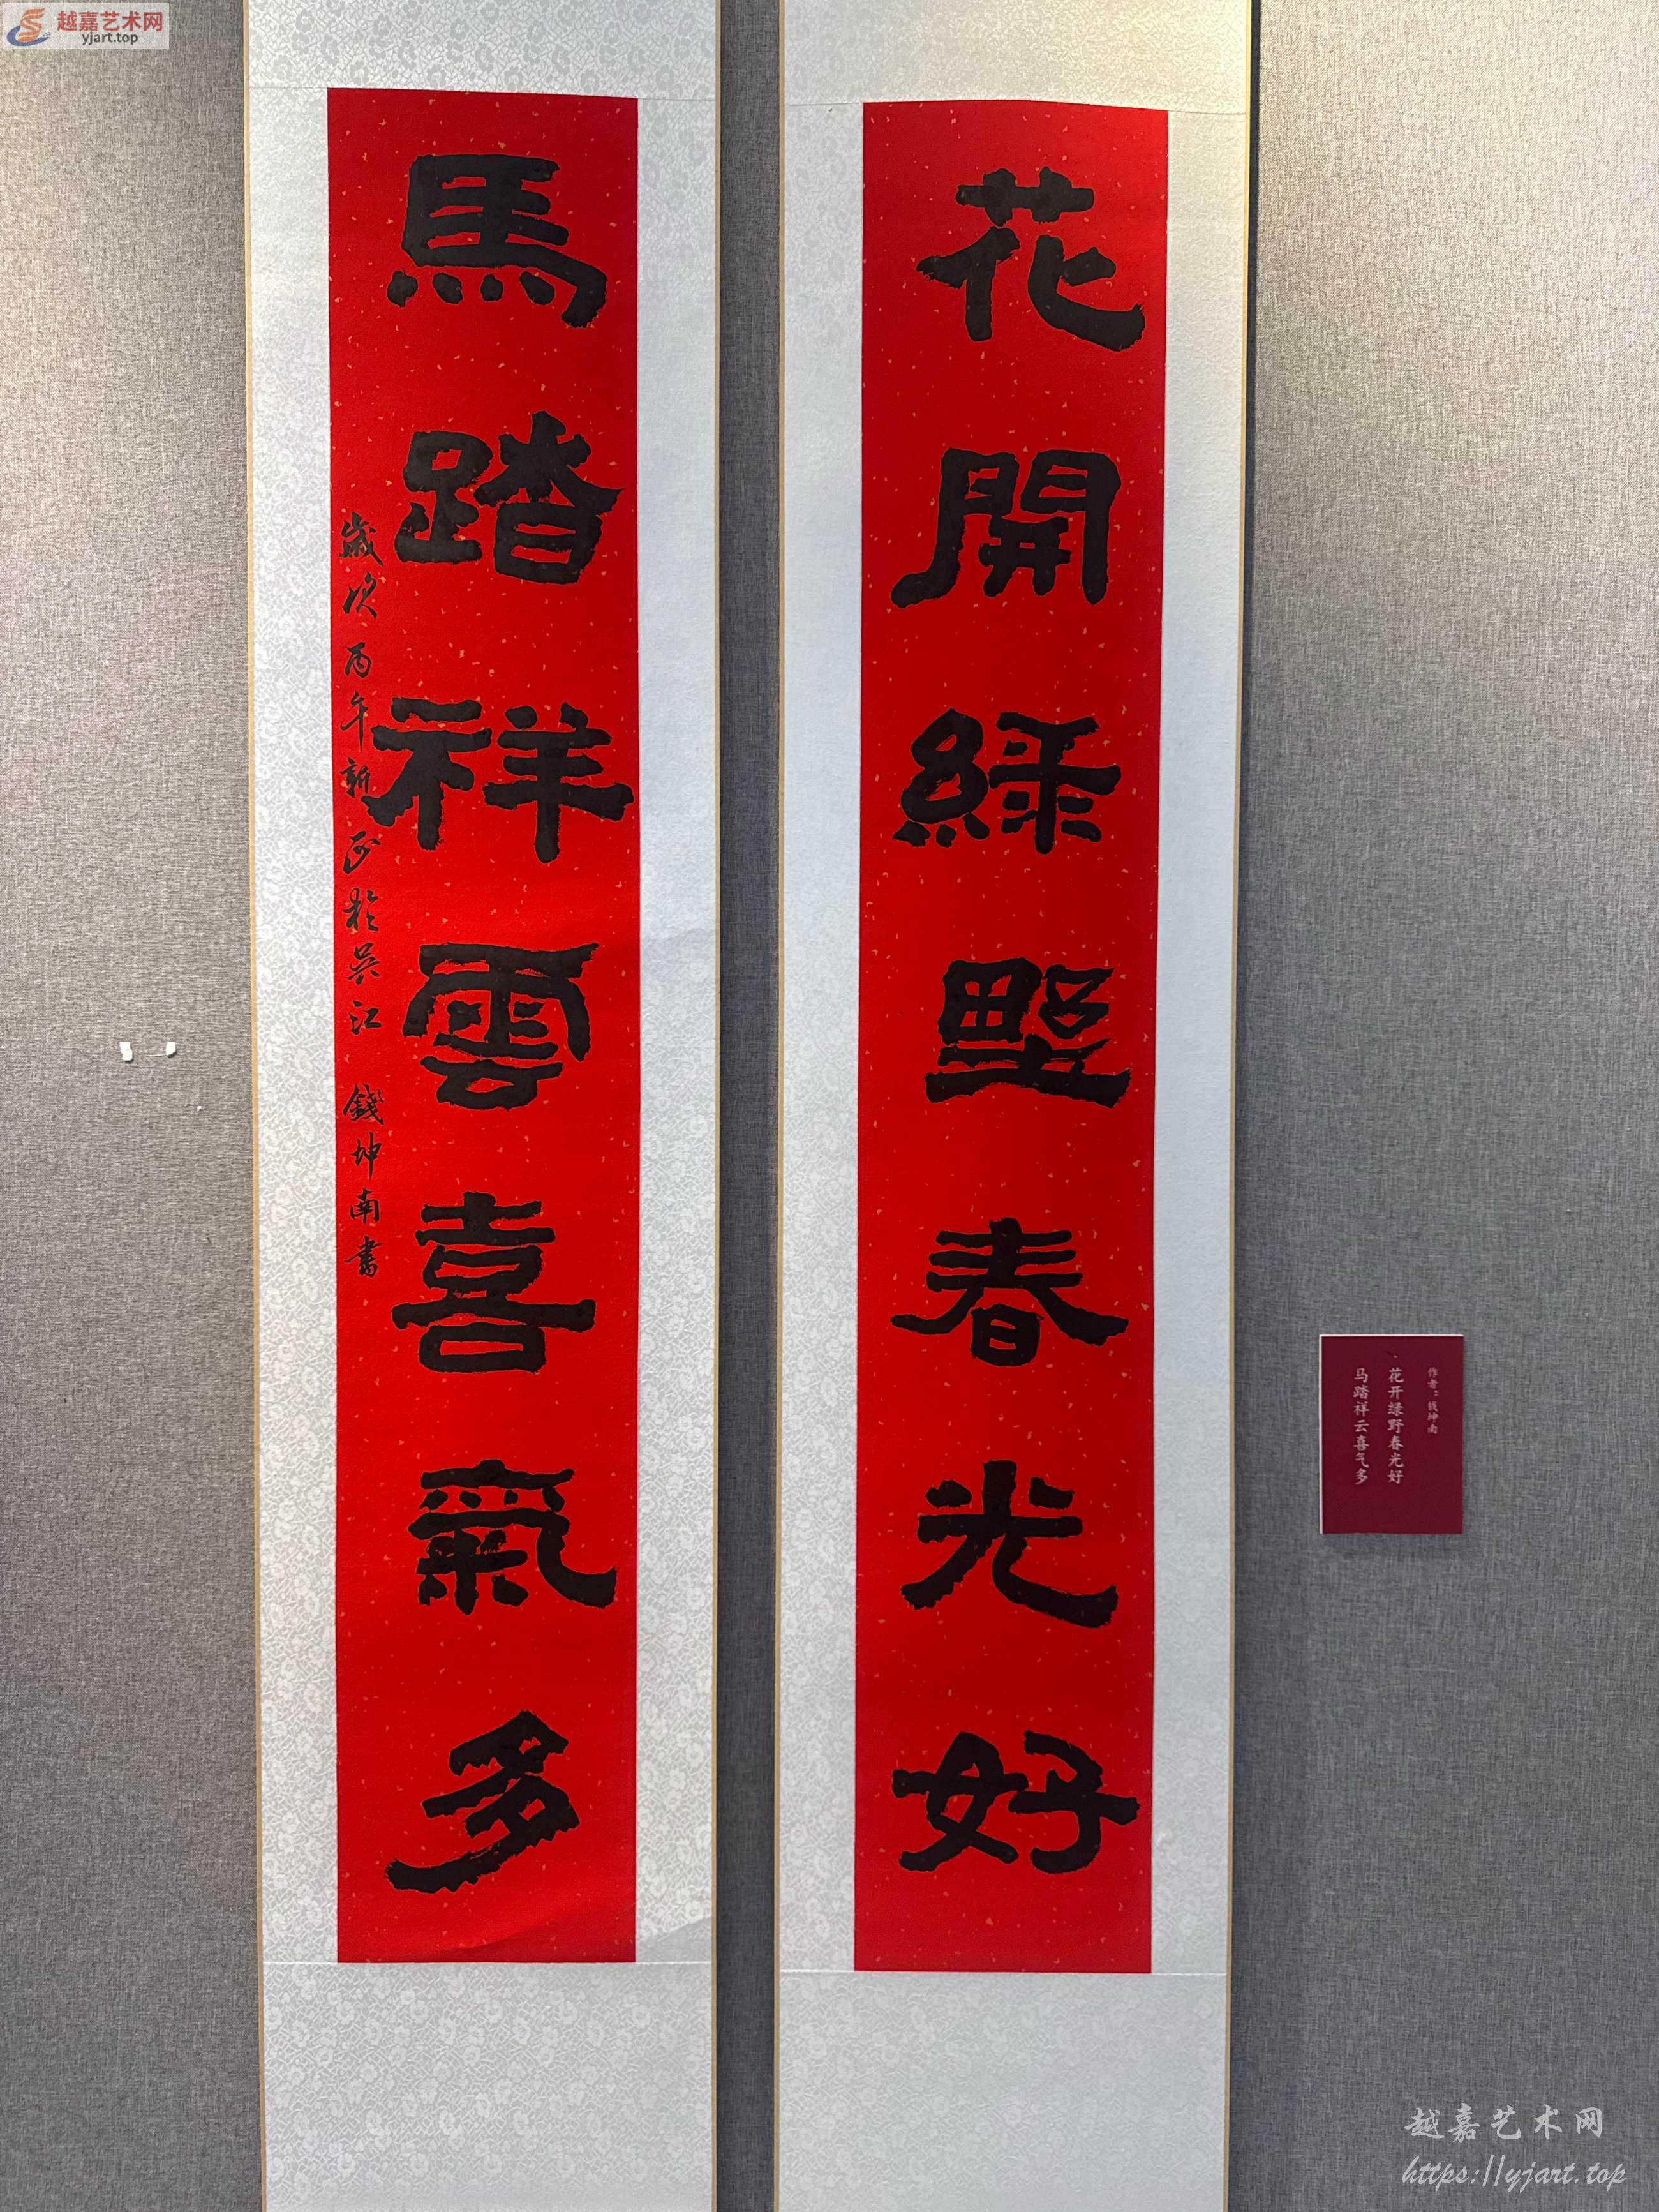 越嘉艺术网
yjart.top
花開綠野春光好
馬踏祥雲喜氣多
歲次丙午新正於吳江 錢坤南書
作者：钱坤南
花开绿野春光好
马踏祥云喜气多
越嘉艺术网
https://yjart.top